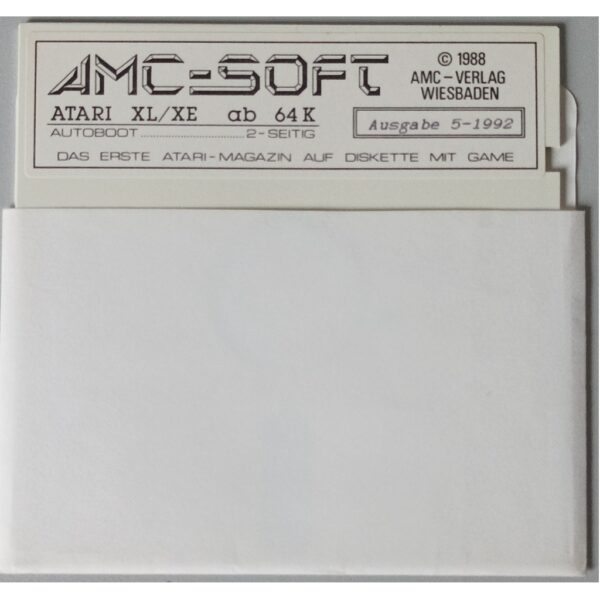 AMC-SOFT
© 1988
AMC-VERLAG
WIESBADEN
ATARI XL/XE ab 64K
AUTOBOOT..............................2-SEITIG
Ausgabe 5-1992
DAS ERSTE ATARI-MAGAZIN AUF DISKETTE MIT GAME